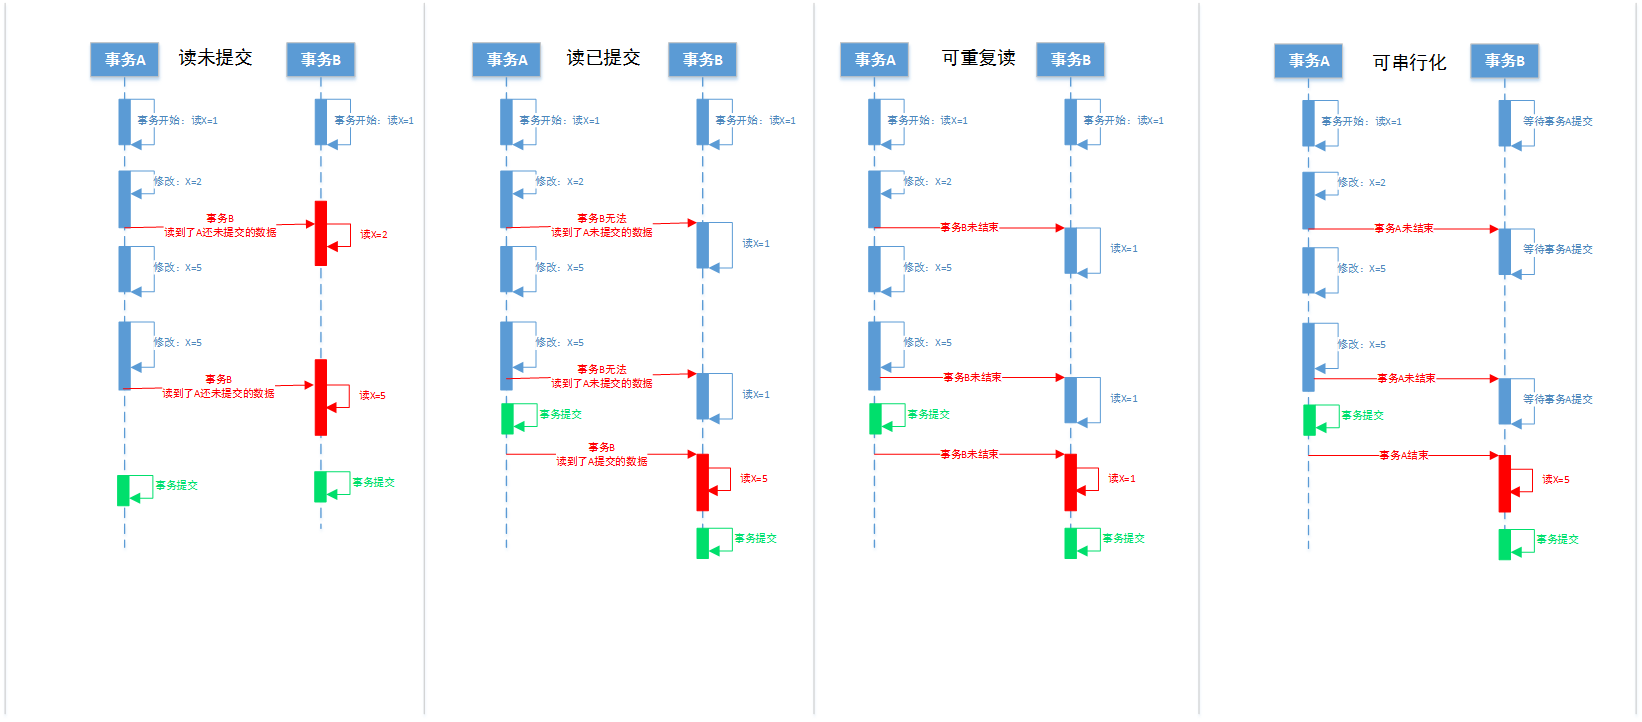 事务A
读未提交
事务B
事务开始：读X=1
事务开始：读X=1
修改：X=2
事务B
读到了A还未提交的数据
读X=2
修改：X=5
修改：X=5
事务B
读到了A还未提交的数据
读X=5
事务提交
事务提交
事务A
读已提交
事务B
事务开始：读X=1
事务开始：读X=1
修改：X=2
事务B无法
读到了A未提交的数据
读X=1
修改：X=5
修改：X=5
事务B无法
读到了A未提交的数据
读X=1
事务提交
事务B
读到了A提交的数据
读X=5
事务提交
事务A
可重复读
事务B
事务开始：读X=1
事务开始：读X=1
修改：X=2
事务B未结束
读X=1
修改：X=5
修改：X=5
事务B未结束
读X=1
事务提交
事务B未结束
读X=1
事务提交
事务A
可串行化
事务B
事务开始：读X=1
等待事务A提交
修改：X=2
事务A未结束
等待事务A提交
修改：X=5
修改：X=5
事务A未结束
等待事务A提交
事务提交
事务A结束
读X=5
事务提交